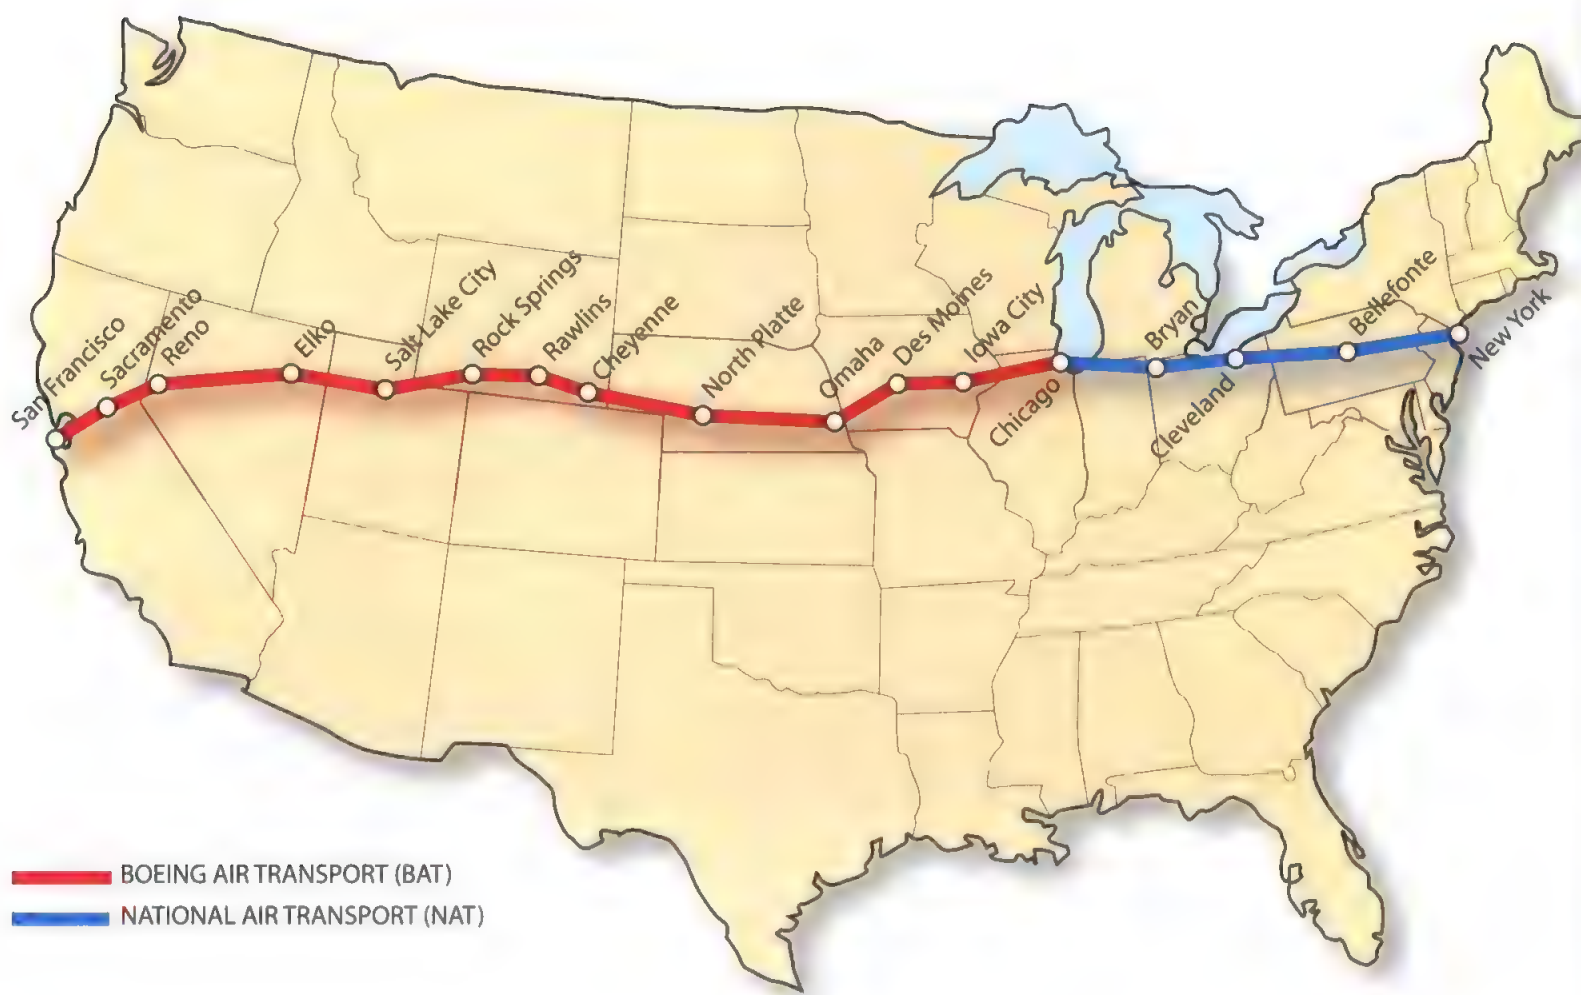 San Francisco
Sacramento
Reno
Elko
Salt Lake City
Rock Springs
Rawlins
Cheyenne
North Platte
Omaha
Des Moines
Iowa City
Chicago
Bryan
Cleveland
Bellefonte
New York
BOEING AIR TRANSPORT (BAT)
NATIONAL AIR TRANSPORT (NAT)